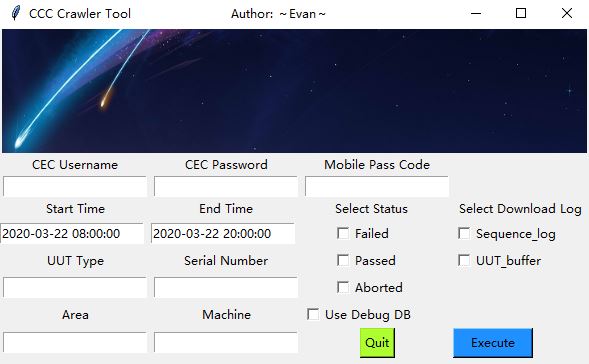 CCC Crawler Tool Author: ~Evan~
CEC Username CEC Password Mobile Pass Code
Start Time End Time Select Status Select Download Log
2020-03-22 08:00:00 2020-03-22 20:00:00 Failed Sequence_log
UUT Type Serial Number Passed UUT_buffer
Aborted
Area Machine Use Debug DB
Quit Execute